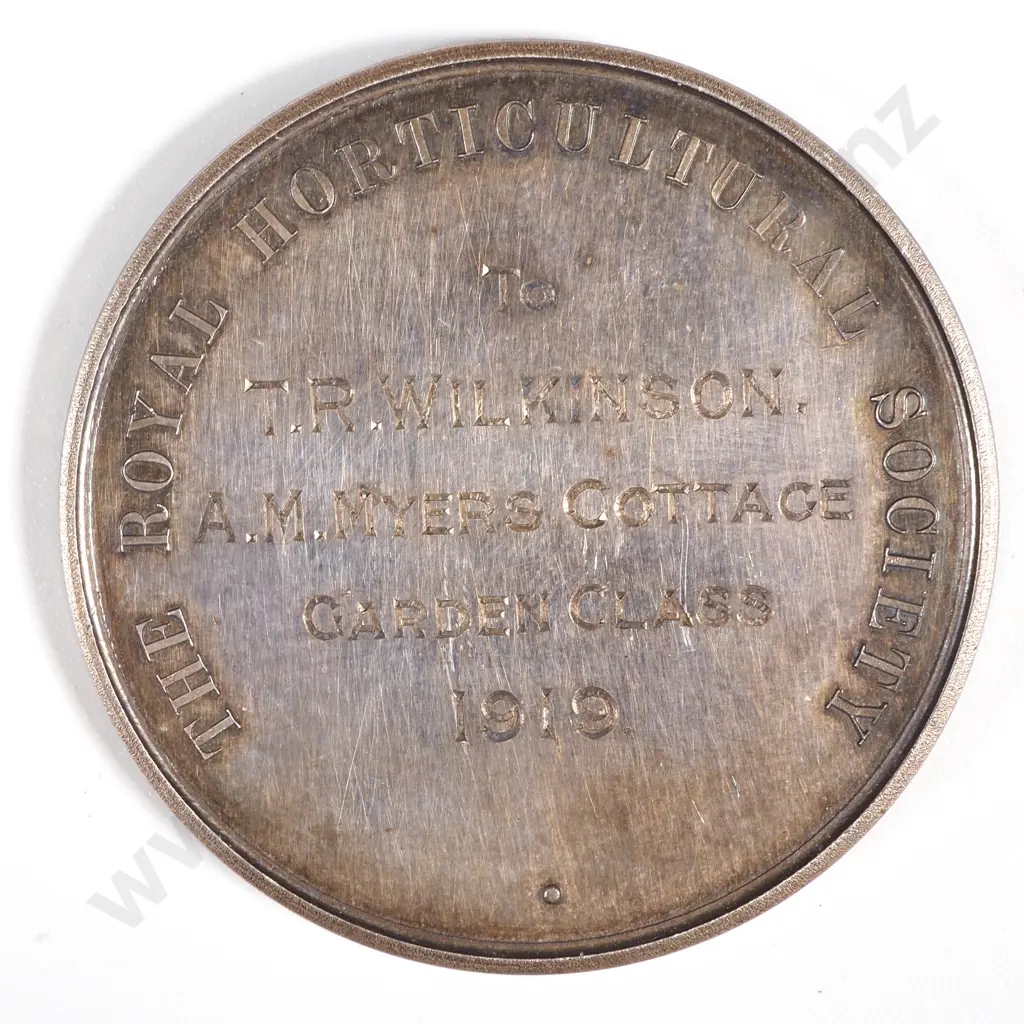 THE ROYAL HORTICULTURAL SOCIETY
To
T.R.WILKINSON.
A.M.MYERS COTTAGE
GARDEN CLASS
1919.